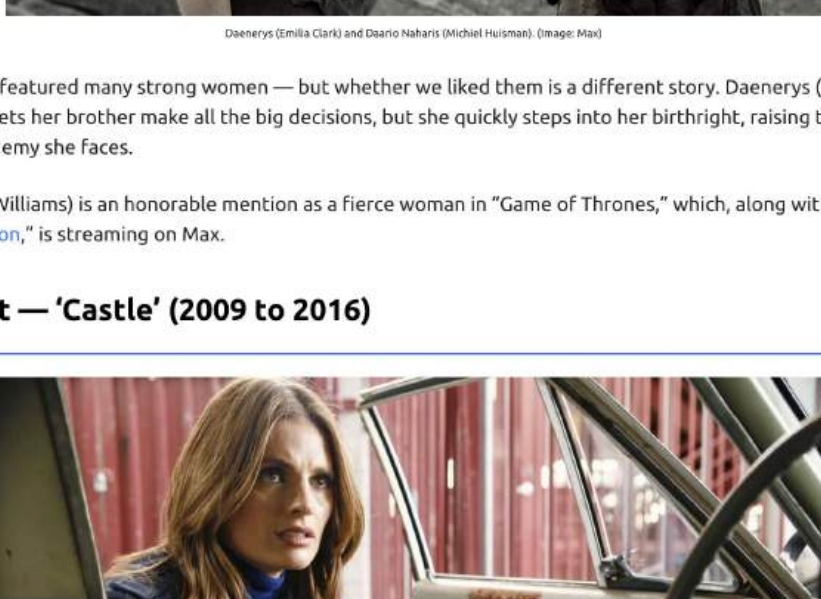 Daenerys (Emilia Clark) and Daario Naharis (Michiel Huisman). (Image: Max)
featured many strong women — but whether we liked them is a different story. Daenerys (
ets her brother make all the big decisions, but she quickly steps into her birthright, raising t
emy she faces.
Williams) is an honorable mention as a fierce woman in “Game of Thrones,” which, along wit
on,” is streaming on Max.
t — ‘Castle’ (2009 to 2016)